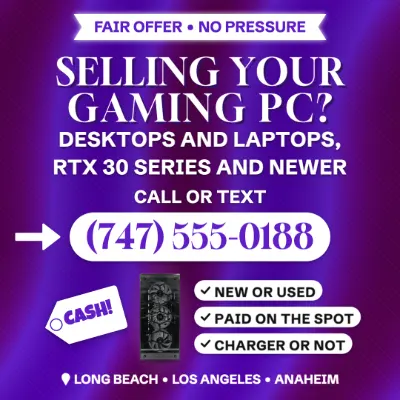 FAIR OFFER • NO PRESSURE
SELLING YOUR
GAMING PC?
DESKTOPS AND LAPTOPS,
RTX 30 SERIES AND NEWER
CALL OR TEXT
(747) 555-0188
CASH!
NEW OR USED
PAID ON THE SPOT
CHARGER OR NOT
LONG BEACH • LOS ANGELES • ANAHEIM